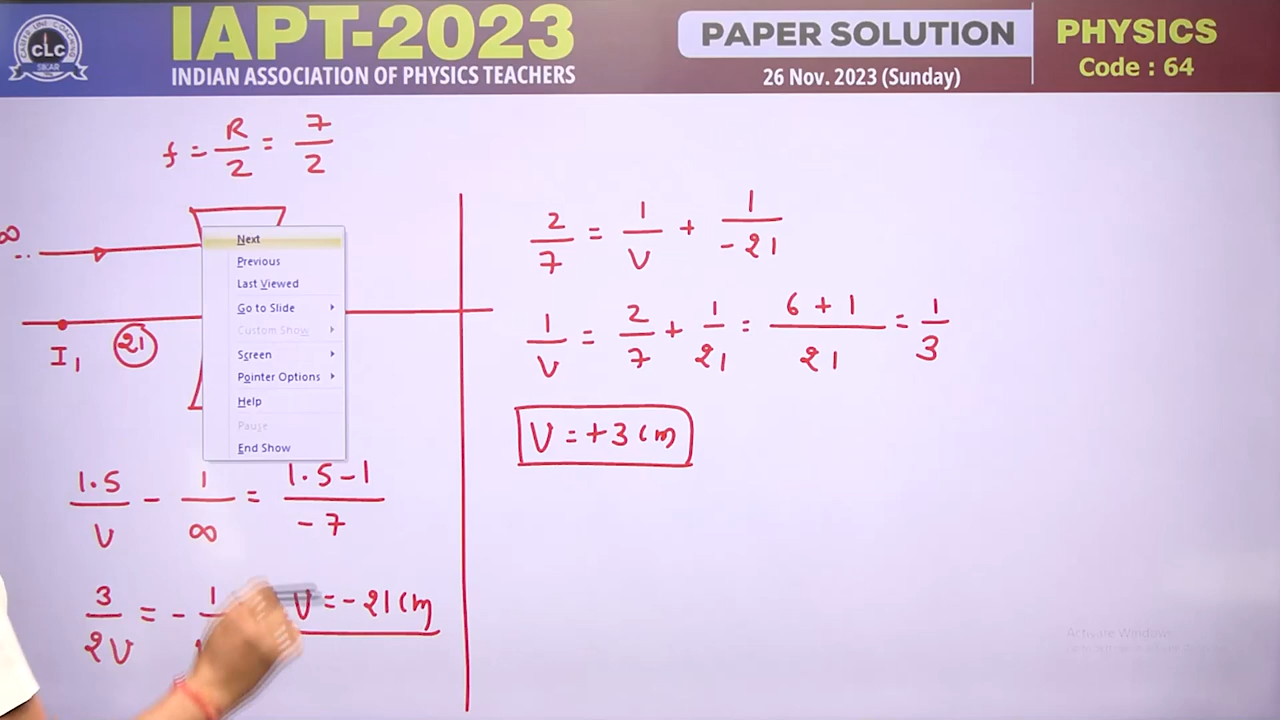 CLC
SIKAR
IAPT-2023
INDIAN ASSOCIATION OF PHYSICS TEACHERS
PAPER SOLUTION
26 Nov. 2023 (Sunday)
PHYSICS
Code : 64
f = R/2 = 7/2
∞
I₁
21
Next
Previous
Last Viewed
Go to Slide
Custom Show
Screen
Pointer Options
Help
Pause
End Show
1.5/V - 1/∞ = 1.5-1/-7
3/2V = - 1
V = -21 cm
2/7 = 1/V + 1/-21
1/V = 2/7 + 1/21 = 6+1/21 = 1/3
V = +3 cm
Activate Windows